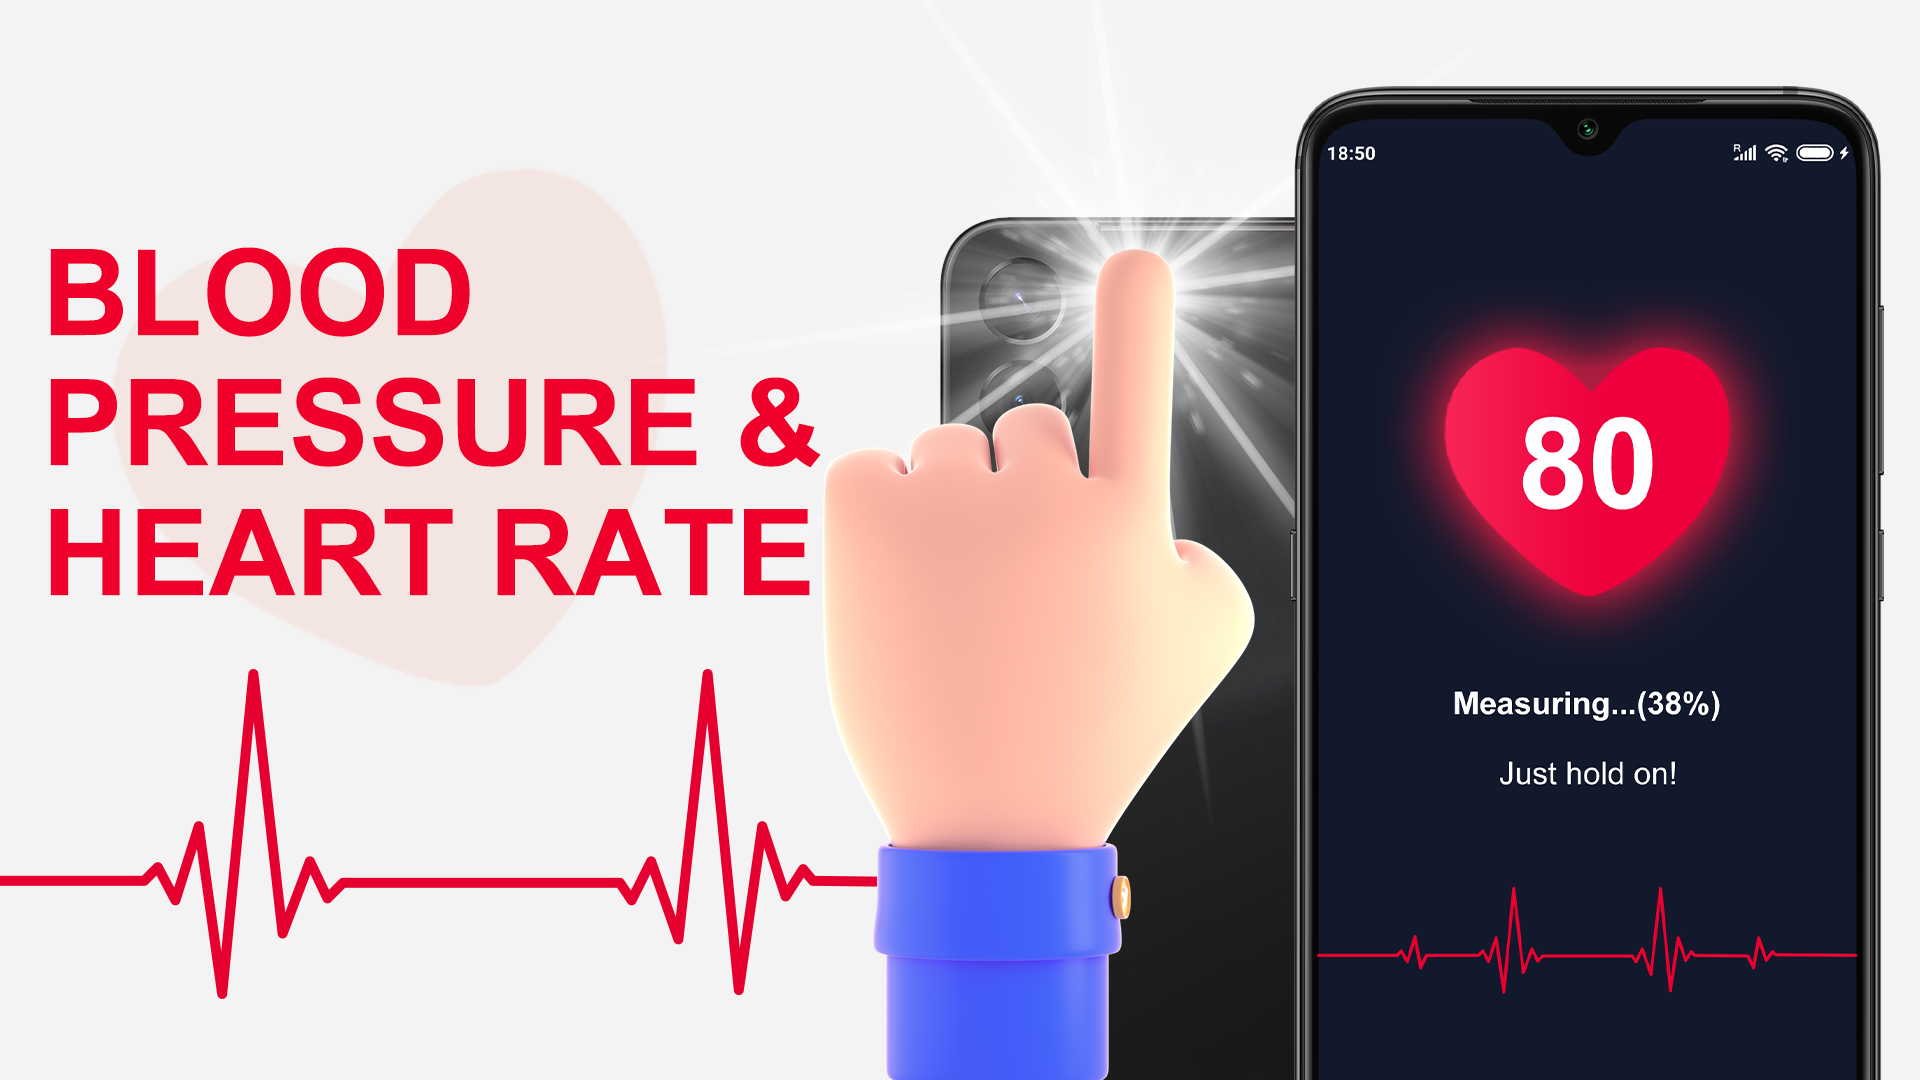 BLOOD
PRESSURE &
HEART RATE
18:50
R
80
Measuring...(38%)
Just hold on!